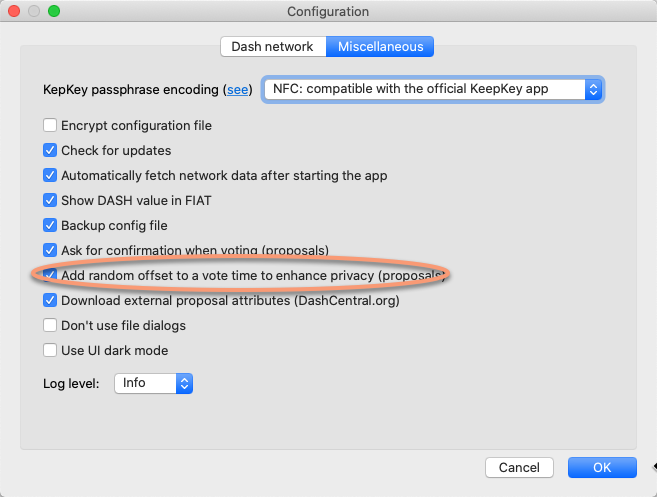 Configuration
Dash network Miscellaneous
KepKey passphrase encoding (see) NFC: compatible with the official KeepKey app
Encrypt configuration file
Check for updates
Automatically fetch network data after starting the app
Show DASH value in FIAT
Backup config file
Ask for confirmation when voting (proposals)
Add random offset to a vote time to enhance privacy (proposals)
Download external proposal attributes (DashCentral.org)
Don't use file dialogs
Use UI dark mode
Log level: Info
Cancel OK